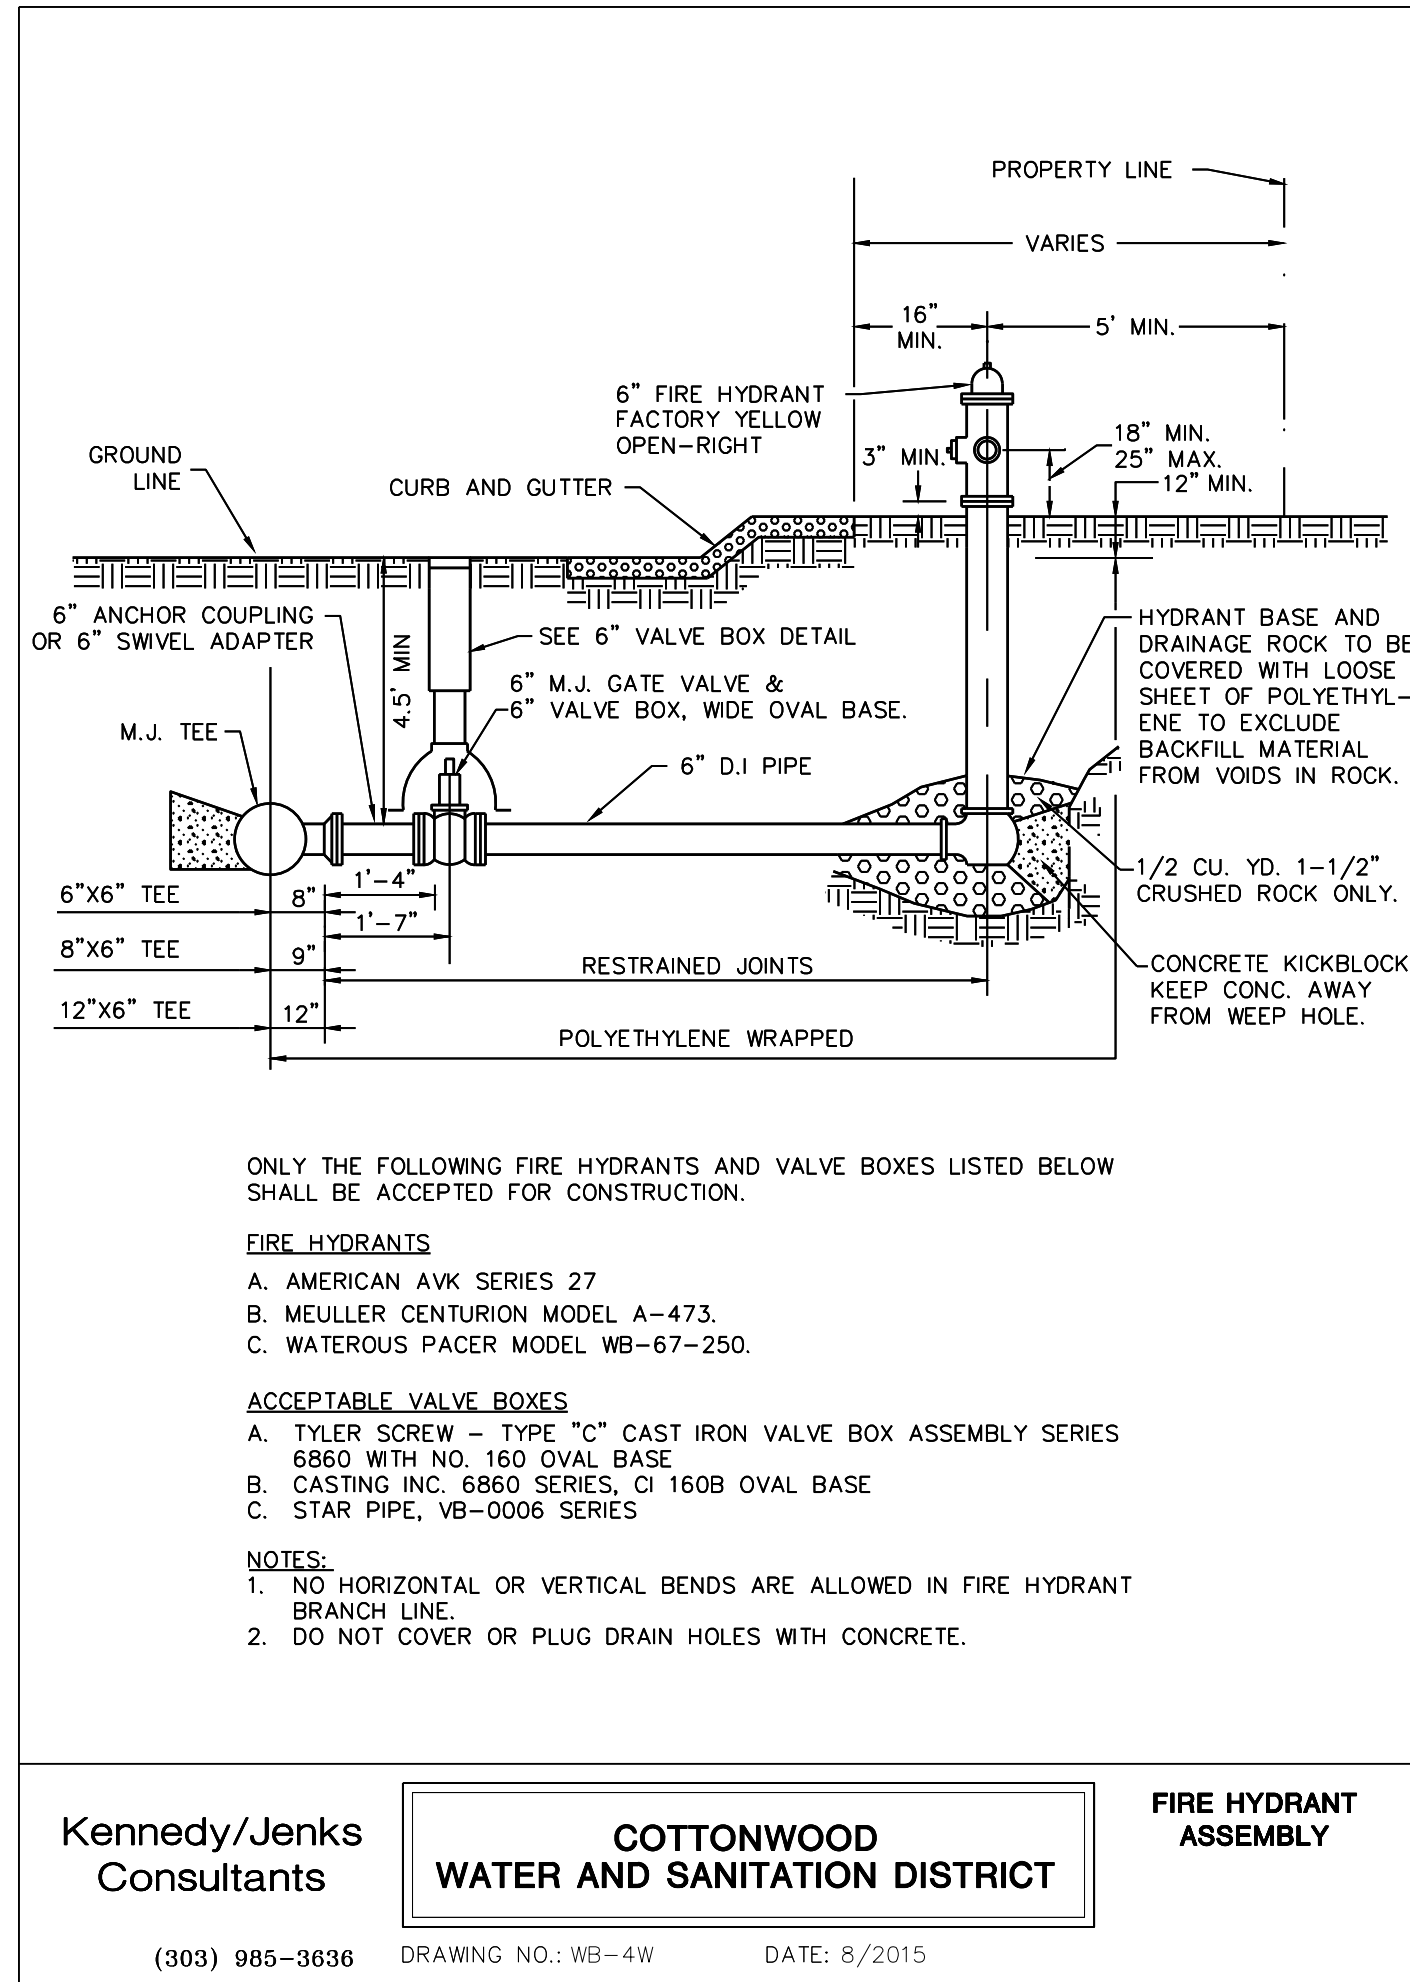 PROPERTY LINE
VARIES
16" MIN.
5' MIN.
6" FIRE HYDRANT
FACTORY YELLOW
OPEN-RIGHT
18" MIN.
25" MAX.
3" MIN.
12" MIN.
GROUND
LINE
CURB AND GUTTER
6" ANCHOR COUPLING
OR 6" SWIVEL ADAPTER
4.5' MIN
SEE 6" VALVE BOX DETAIL
6" M.J. GATE VALVE &
6" VALVE BOX, WIDE OVAL BASE.
M.J. TEE
6" D.I PIPE
HYDRANT BASE AND
DRAINAGE ROCK TO BE
COVERED WITH LOOSE
SHEET OF POLYETHYL-
ENE TO EXCLUDE
BACKFILL MATERIAL
FROM VOIDS IN ROCK.
1/2 CU. YD. 1-1/2"
CRUSHED ROCK ONLY.
CONCRETE KICKBLOCK
KEEP CONC. AWAY
FROM WEEP HOLE.
6"X6" TEE 8" 1'-4"
1'-7"
8"X6" TEE 9"
RESTRAINED JOINTS
12"X6" TEE 12"
POLYETHYLENE WRAPPED
ONLY THE FOLLOWING FIRE HYDRANTS AND VALVE BOXES LISTED BELOW
SHALL BE ACCEPTED FOR CONSTRUCTION.
FIRE HYDRANTS
A. AMERICAN AVK SERIES 27
B. MEULLER CENTURION MODEL A-473.
C. WATEROUS PACER MODEL WB-67-250.
ACCEPTABLE VALVE BOXES
A. TYLER SCREW - TYPE "C" CAST IRON VALVE BOX ASSEMBLY SERIES
6860 WITH NO. 160 OVAL BASE
B. CASTING INC. 6860 SERIES, CI 160B OVAL BASE
C. STAR PIPE, VB-0006 SERIES
NOTES:
1. NO HORIZONTAL OR VERTICAL BENDS ARE ALLOWED IN FIRE HYDRANT
BRANCH LINE.
2. DO NOT COVER OR PLUG DRAIN HOLES WITH CONCRETE.
Kennedy/Jenks
Consultants
(303) 985-3636
COTTONWOOD
WATER AND SANITATION DISTRICT
DRAWING NO.: WB-4W DATE: 8/2015
FIRE HYDRANT
ASSEMBLY